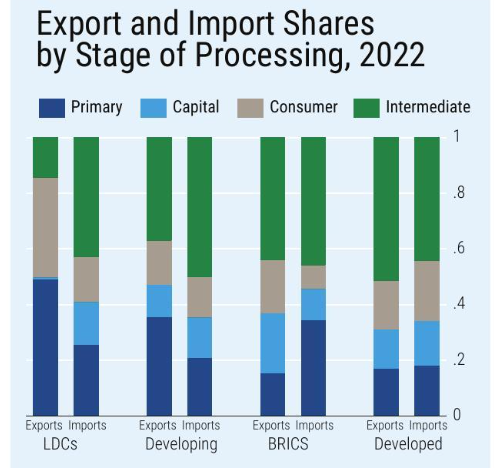 Export and Import Shares
by Stage of Processing, 2022
Primary Capital Consumer Intermediate
1
.8
.6
.4
.2
0
Exports Imports Exports Imports Exports Imports Exports Imports
LDCs Developing BRICS Developed